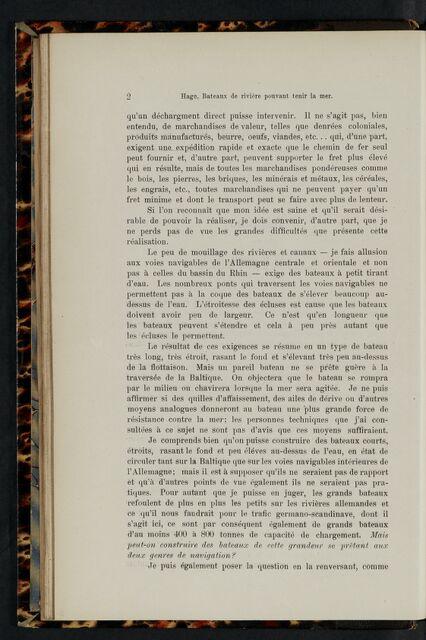 2 Hage, Bateaux de rivière pouvant tenir la mer.
qu'un déchargment direct puisse intervenir. Il ne s'agit pas, bien
entendu, de marchandises de valeur, telles que denrées coloniales,
produits manufacturés, beurre, oeufs, viandes, etc. . . qui, d'une part,
exigent une expédition rapide et exacte que le chemin de fer seul
peut fournir et, d'autre part, peuvent supporter le fret plus élevé
qui en résulte, mais de toutes les marchandises pondéreuses comme
le bois, les pierres, les briques, les minérais et métaux, les céréales,
les engrais, etc., toutes marchandises qui ne peuvent payer qu'un
fret minime et dont le transport peut se faire avec plus de lenteur.
Si l'on reconnait que mon idée est saine et qu'il serait dési-
rable de pouvoir la réaliser, je dois convenir, d'autre part, que je
ne perds pas de vue les grandes difficultés que présente cette
réalisation.
Le peu de mouillage des rivières et canaux — je fais allusion
aux voies navigables de l'Allemagne centrale et orientale et non
pas à celles du bassin du Rhin — exige des bateaux à petit tirant
d'eau. Les nombreux ponts qui traversent les voies navigables ne
permettent pas à la coque des bateaux de s'élever beaucoup au-
dessus de l'eau. L'étroitesse des écluses est cause que les bateaux
doivent avoir peu de largeur. Ce n'est qu'en longueur que
les bateaux peuvent s'étendre et cela à peu près autant que
les écluses le permettent.
Le résultat de ces exigences se résume en un type de bateau
très long, très étroit, rasant le fond et s'élevant très peu au-dessus
de la flottaison. Mais un pareil bateau ne se prête guère à la
traversée de la Baltique. On objectera que le bateau se rompra
par le milieu ou chavirera lorsque la mer sera agitée. Je ne puis
affirmer si des quilles d'affaissement, des ailes de dérive ou d'autres
moyens analogues donneront au bateau une plus grande force de
résistance contre la mer; les personnes techniques que j'ai con-
sultées à ce sujet ne sont pas d'avis que ces moyens suffiraient.
Je comprends bien qu'on puisse construire des bateaux courts,
étroits, rasant le fond et peu élévés au-dessus de l'eau, en état de
circuler tant sur la Baltique que sur les voies navigables intérieures de
l'Allemagne; mais il est à supposer qu'ils ne seraient pas de rapport
et qu'à d'autres points de vue également ils ne seraient pas pra-
tiques. Pour autant que je puisse en juger, les grands bateaux
refoulent de plus en plus les petits sur les rivières allemandes et
ce qu'il nous faudrait pour le trafic germano-scandinave, dont il
s'agit ici, ce sont par conséquent également de grands bateaux
d'au moins 400 à 800 tonnes de capacité de chargement. Mais
peut-on construire des bateaux de cette grandeur se prêtant aux
deux genres de navigation?
Je puis également poser la question en la renversant, comme